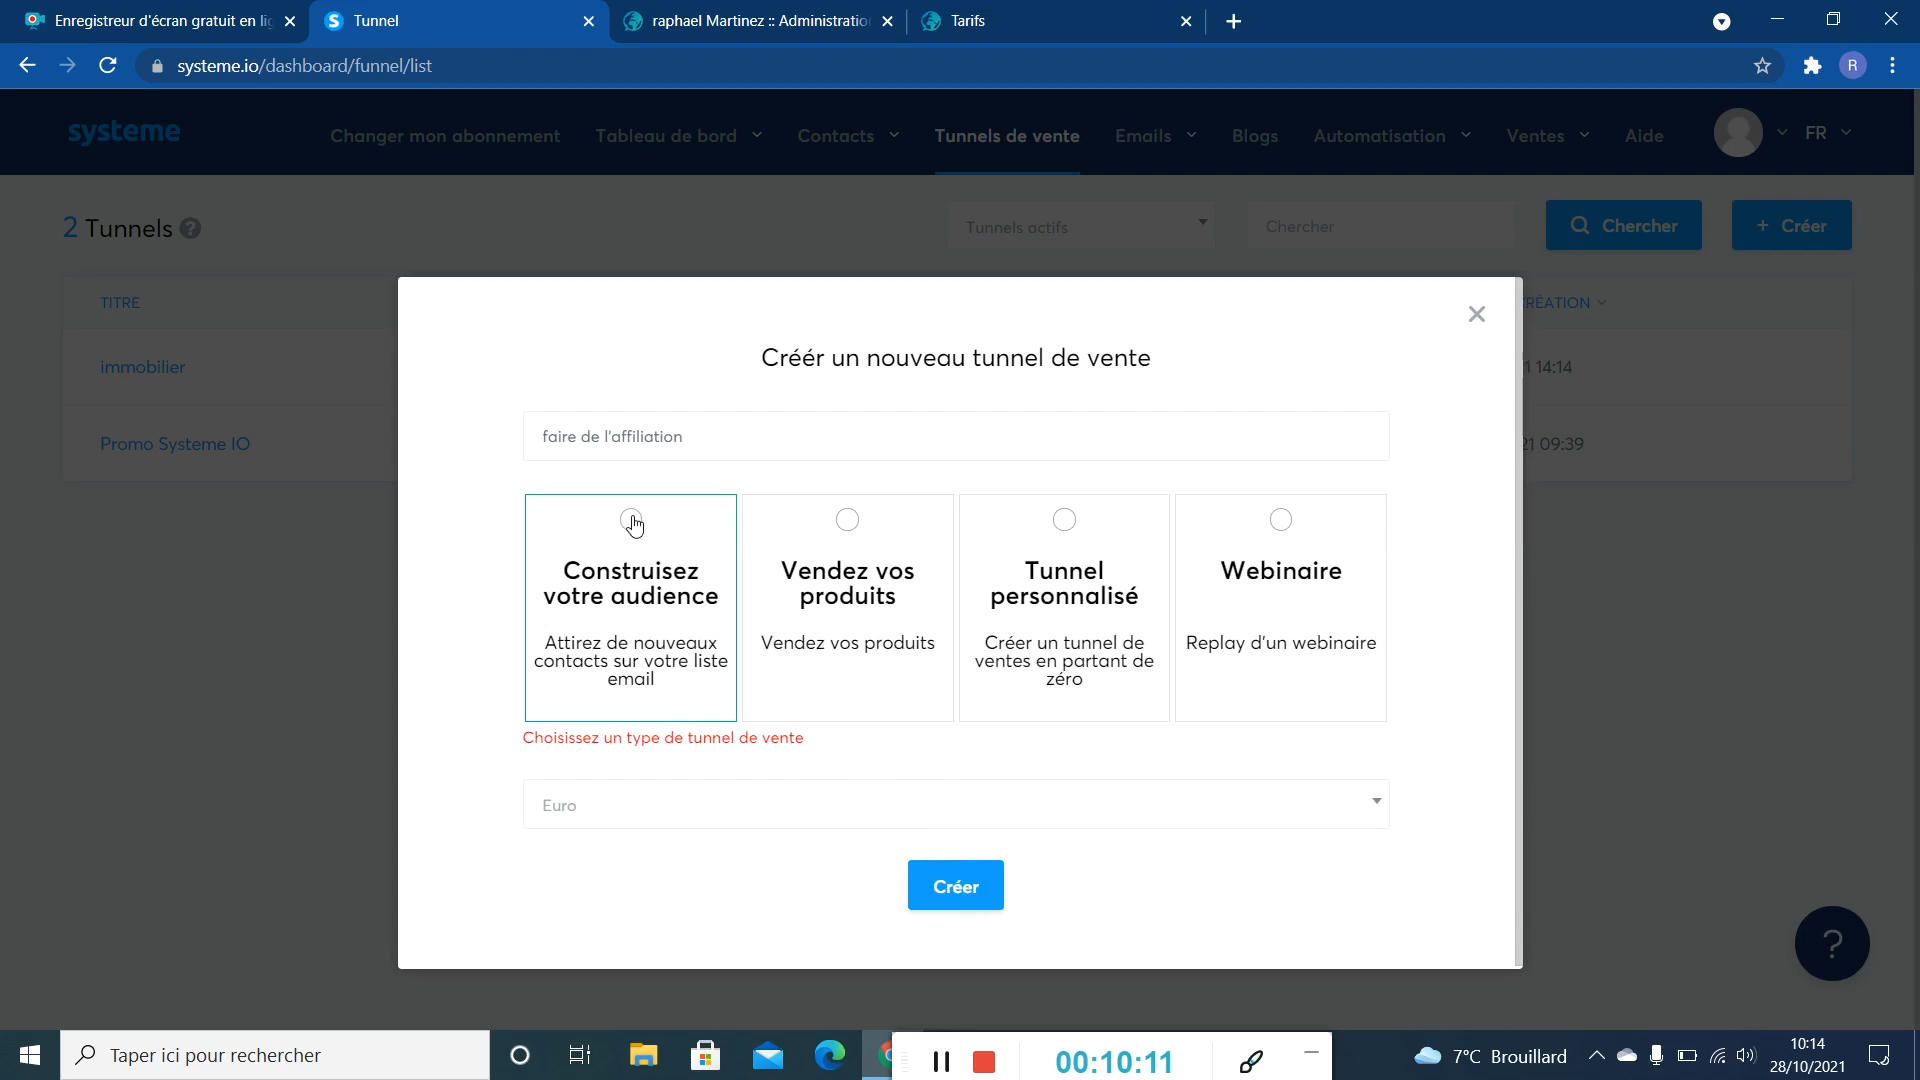 Enregistreur d'écran gratuit en lig
Tunnel
raphael Martinez :: Administratio
Tarifs
systeme.io/dashboard/funnel/list
R
systeme
Changer mon abonnement
Tableau de bord
Contacts
Tunnels de vente
Emails
Blogs
Automatisation
Ventes
Aide
FR
2 Tunnels ?
Tunnels actifs
Chercher
Chercher
+ Créer
TITRE
CRÉATION
immobilier
1 14:14
Promo Systeme IO
21 09:39
Créér un nouveau tunnel de vente
faire de l'affiliation
Construisez
votre audience
Attirez de nouveaux
contacts sur votre liste
email
Vendez vos
produits
Vendez vos produits
Tunnel
personnalisé
Créer un tunnel de
ventes en partant de
zéro
Webinaire
Replay d'un webinaire
Choisissez un type de tunnel de vente
Euro
Créer
?
Taper ici pour rechercher
00:10:11
7°C Brouillard
10:14
28/10/2021